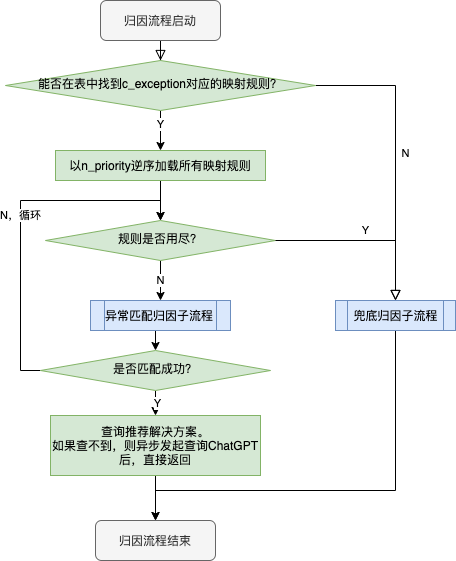 归因流程启动
能否在表中找到c_exception对应的映射规则?
Y
N
以n_priority逆序加载所有映射规则
N，循环
规则是否用尽?
Y
N
异常匹配归因子流程
兜底归因子流程
是否匹配成功?
Y
查询推荐解决方案。
如果查不到，则异步发起查询ChatGPT
后，直接返回
归因流程结束